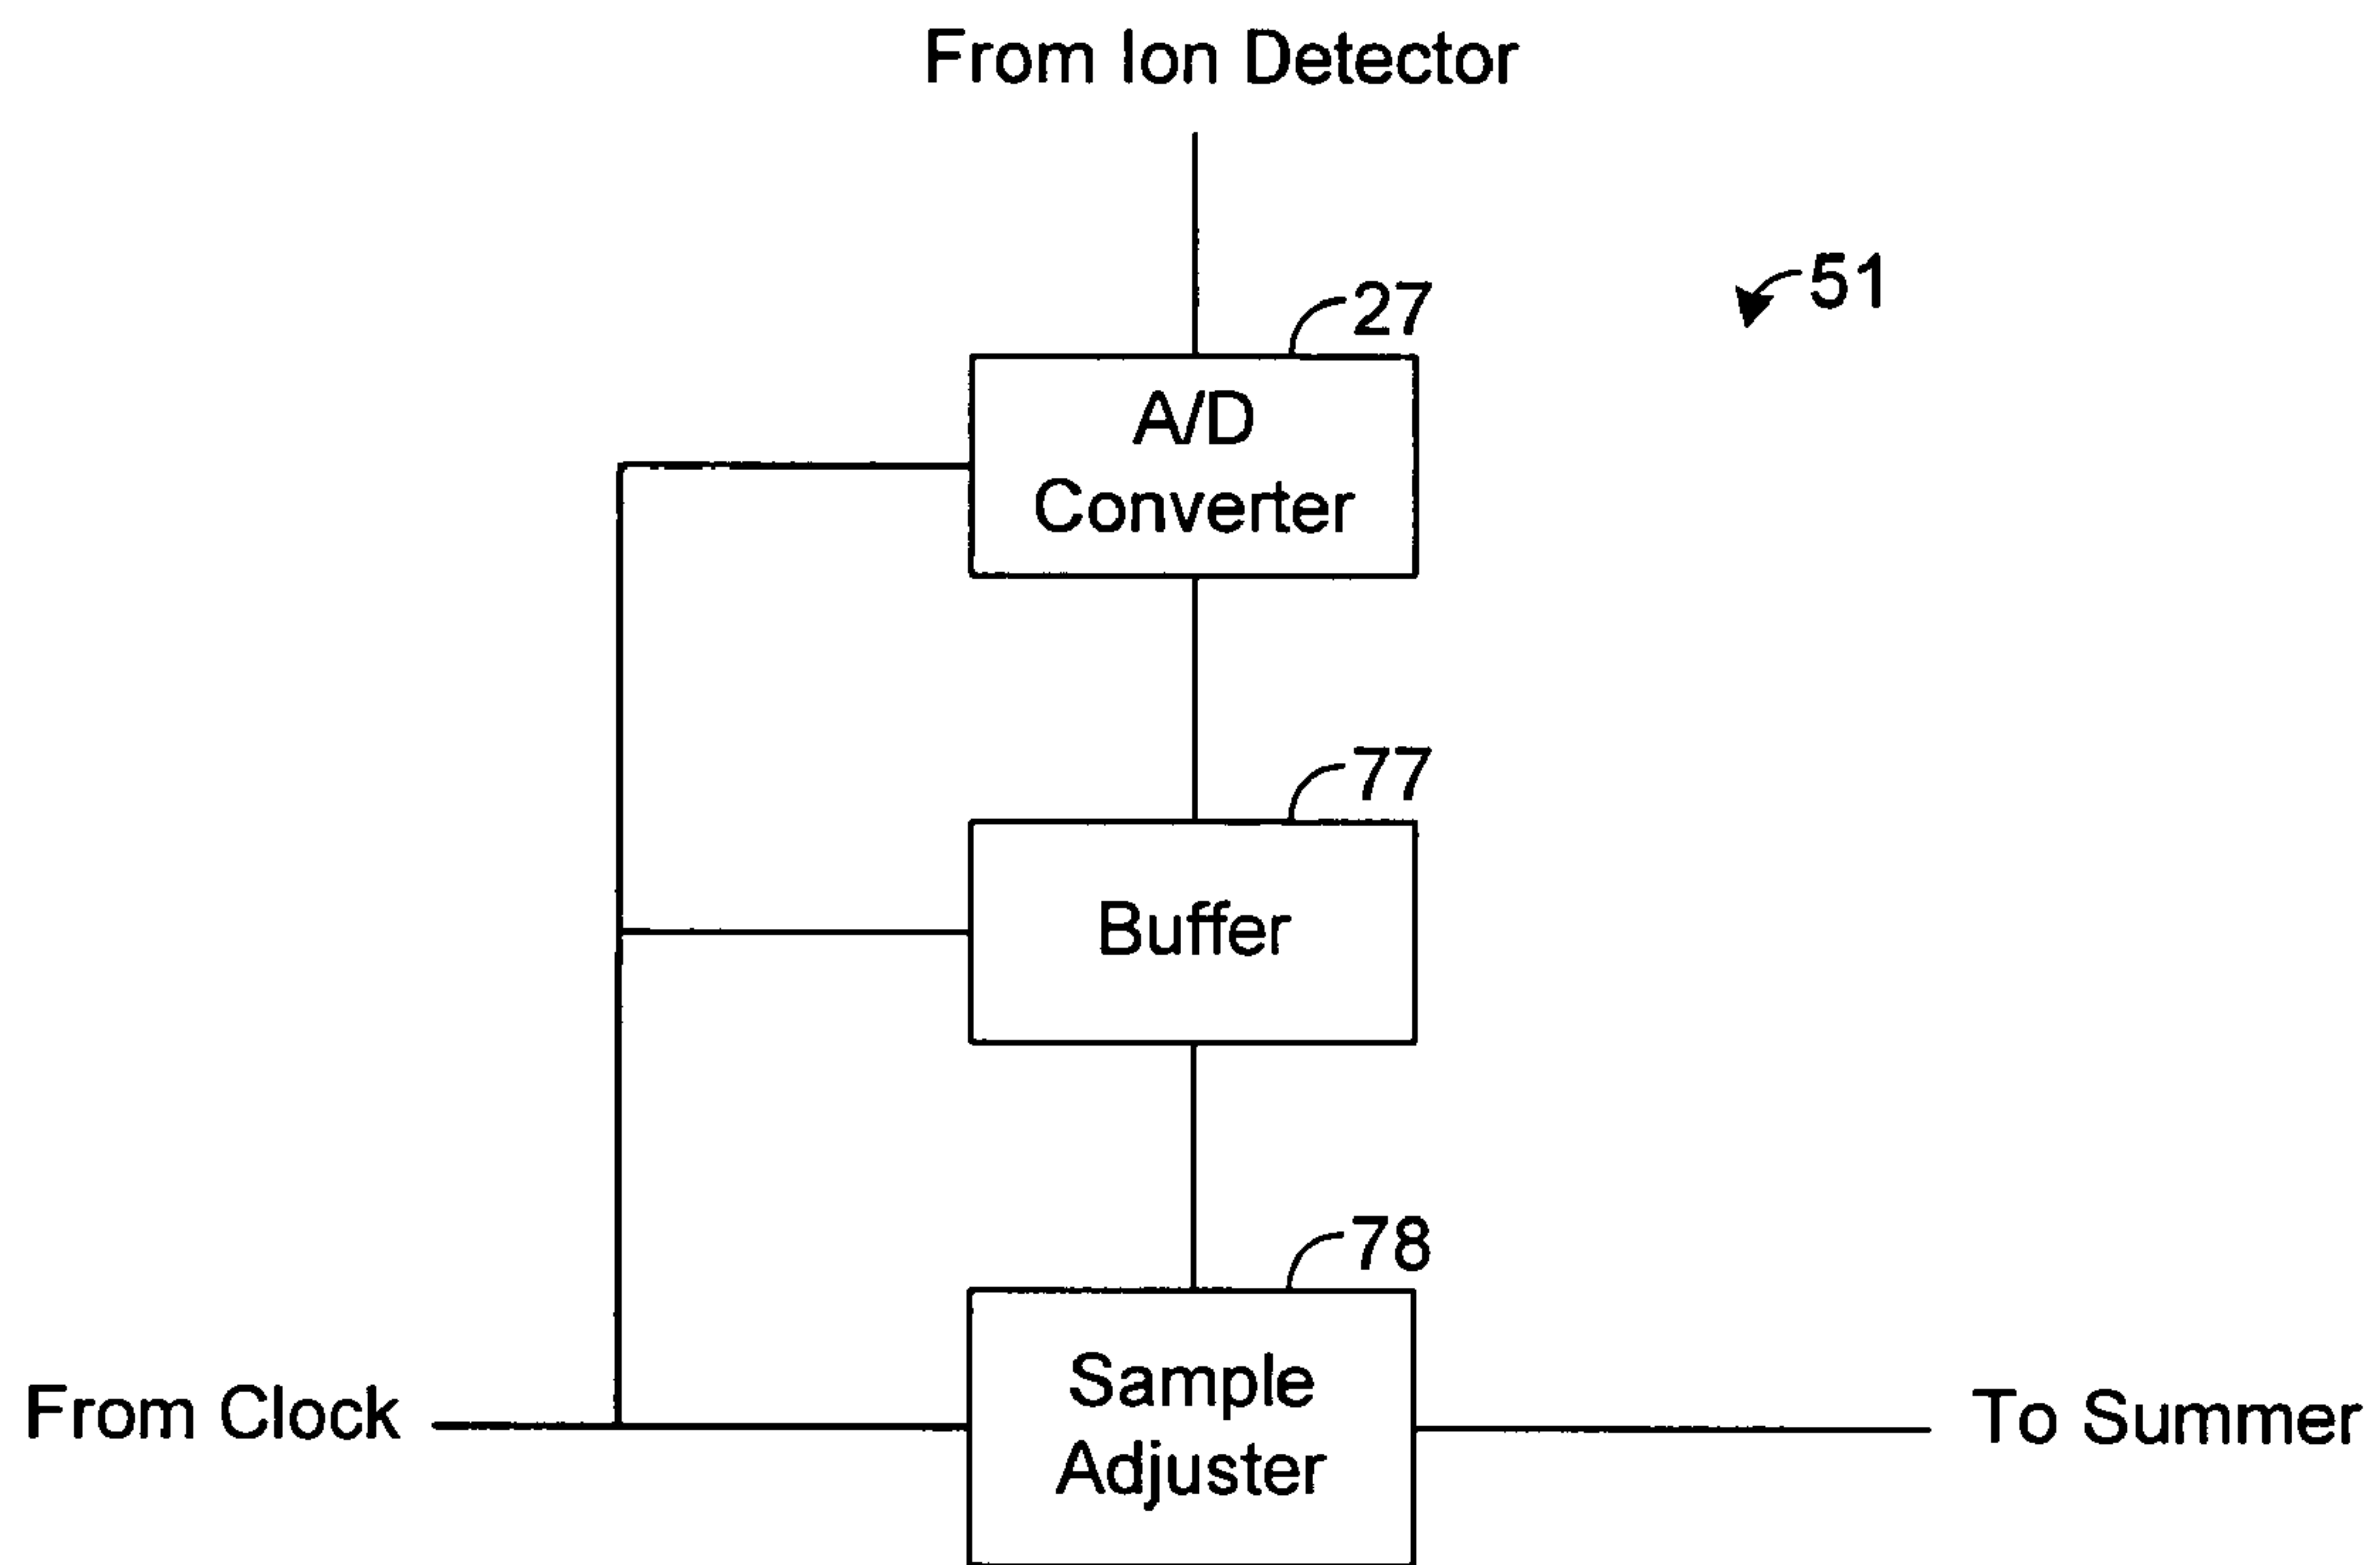 From Ion Detector
51
27
A/D
Converter
77
Buffer
78
Sample
Adjuster
From Clock
To Summer